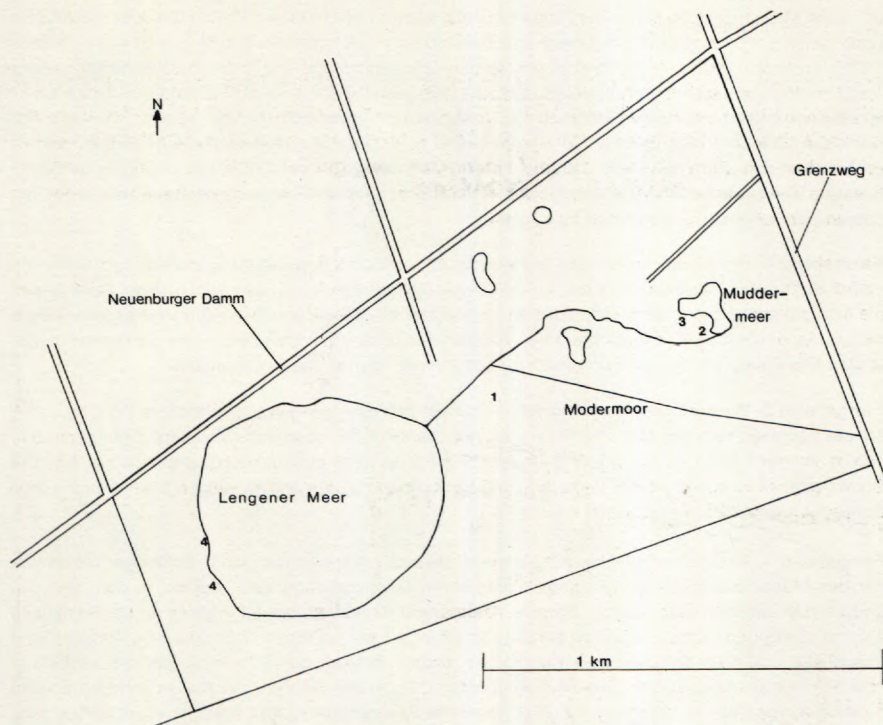 N
Grenzweg
Neuenburger Damm
Mudder-
meer
3
2
1
Modermoor
Lengener Meer
4
4
1 km